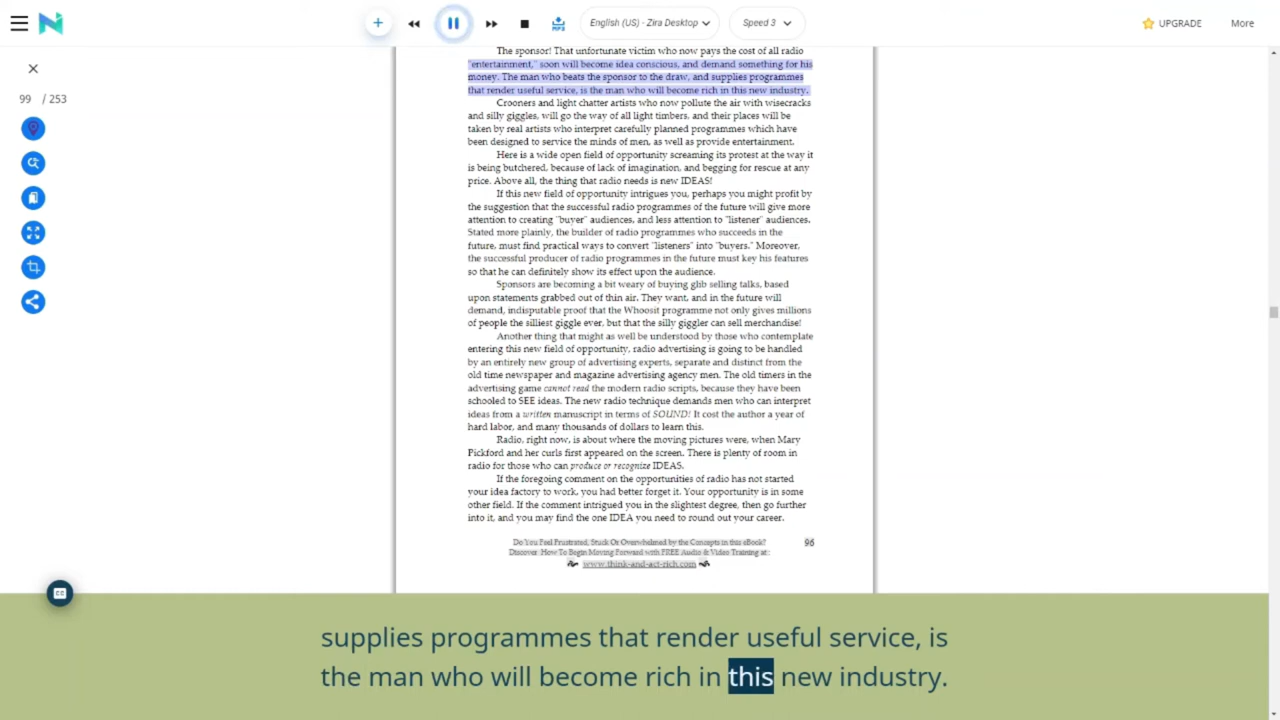 English (US) - Zira Desktop
Speed 3
UPGRADE
More
99 / 253
The sponsor! That unfortunate victim who now pays the cost of all radio
"entertainment," soon will become idea conscious, and demand something for his
money. The man who beats the sponsor to the draw, and supplies programmes
that render useful service, is the man who will become rich in this new industry.
Crooners and light chatter artists who now pollute the air with wisecracks
and silly giggles, will go the way of all light timbers, and their places will be
taken by real artists who interpret carefully planned programmes which have
been designed to service the minds of men, as well as provide entertainment.
Here is a wide open field of opportunity screaming its protest at the way it
is being butchered, because of lack of imagination, and begging for rescue at any
price. Above all, the thing that radio needs is new IDEAS!
If this new field of opportunity intrigues you, perhaps you might profit by
the suggestion that the successful radio programmes of the future will give more
attention to creating "buyer" audiences, and less attention to "listener" audiences.
Stated more plainly, the builder of radio programmes who succeeds in the
future, must find practical ways to convert "listeners" into "buyers." Moreover,
the successful producer of radio programmes in the future must key his features
so that he can definitely show its effect upon the audience.
Sponsors are becoming a bit weary of buying glib selling talks, based
upon statements grabbed out of thin air. They want, and in the future will
demand, indisputable proof that the Whoosit programme not only gives millions
of people the silliest giggle ever, but that the silly giggler can sell merchandise!
Another thing that might as well be understood by those who contemplate
entering this new field of opportunity, radio advertising is going to be handled
by an entirely new group of advertising experts, separate and distinct from the
old time newspaper and magazine advertising agency men. The old timers in the
advertising game cannot read the modern radio scripts, because they have been
schooled to SEE ideas. The new radio technique demands men who can interpret
ideas from a written manuscript in terms of SOUND! It cost the author a year of
hard labor, and many thousands of dollars to learn this.
Radio, right now, is about where the moving pictures were, when Mary
Pickford and her curls first appeared on the screen. There is plenty of room in
radio for those who can produce or recognize IDEAS.
If the foregoing comment on the opportunities of radio has not started
your idea factory to work, you had better forget it. Your opportunity is in some
other field. If the comment intrigued you in the slightest degree, then go further
into it, and you may find the one IDEA you need to round out your career.
Do You Feel Frustrated, Stuck Or Overwhelmed by the Concepts in this eBook? 96
Discover How To Begin Moving Forward with FREE Audio & Video Training at:
www.think-and-act-rich.com
CC
supplies programmes that render useful service, is
the man who will become rich in this new industry.